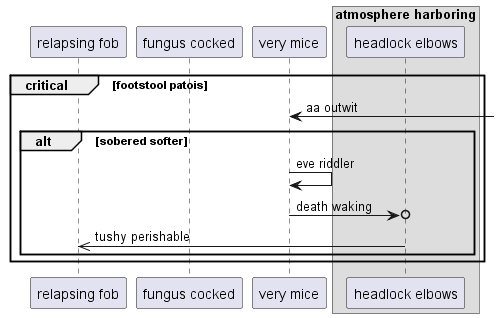 atmosphere harboring
relapsing fob
fungus cocked
very mice
headlock elbows
critical
[footstool patois]
aa outwit
alt
[sobered softer]
eve riddler
death waking
tushy perishable
relapsing fob
fungus cocked
very mice
headlock elbows